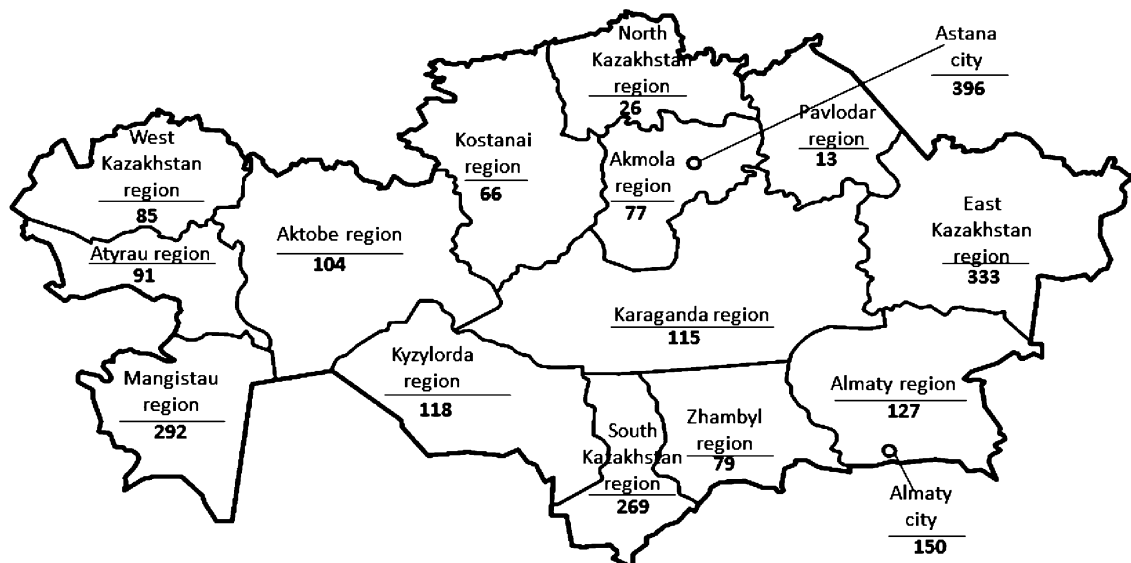 North
Kazakhstan
region
26
Astana
city
396
Pavlodar
region
13
West
Kazakhstan
region
85
Kostanai
region
66
Akmola
region
77
East
Kazakhstan
region
333
Atyrau region
91
Aktobe region
104
Karaganda region
115
Mangistau
region
292
Kyzylorda
region
118
South
Kazakhstan
region
269
Zhambyl
region
79
Almaty region
127
Almaty
city
150